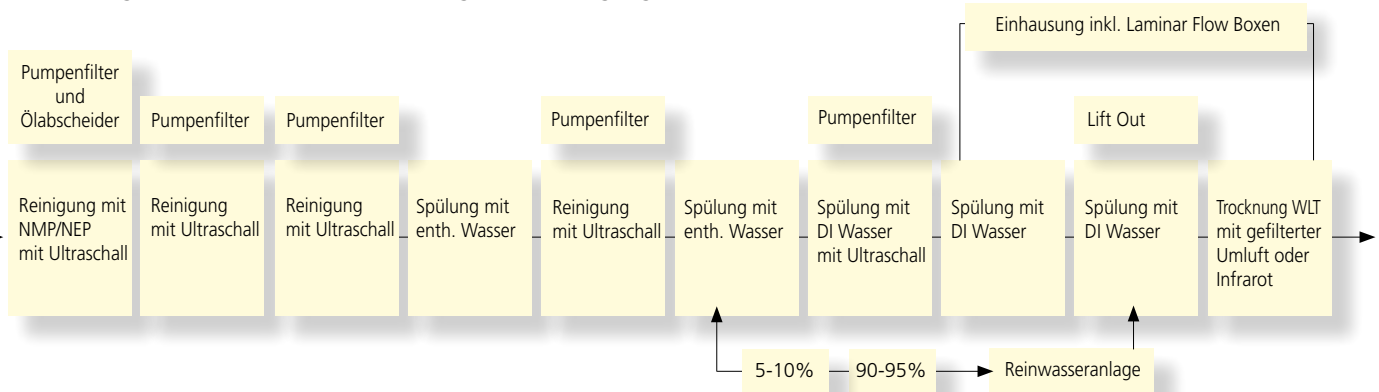 Einhausung inkl. Laminar Flow Boxen
Pumpenfilter
und
Ölabscheider
Pumpenfilter
Pumpenfilter
Pumpenfilter
Pumpenfilter
Lift Out
Reinigung mit
NMP/NEP
mit Ultraschall
Reinigung
mit Ultraschall
Reinigung
mit Ultraschall
Spülung mit
enth. Wasser
Reinigung
mit Ultraschall
Spülung mit
enth. Wasser
Spülung mit
DI Wasser
mit Ultraschall
Spülung mit
DI Wasser
Spülung mit
DI Wasser
Trocknung WLT
mit gefilterter
Umluft oder
Infrarot
5-10%
90-95%
Reinwasseranlage